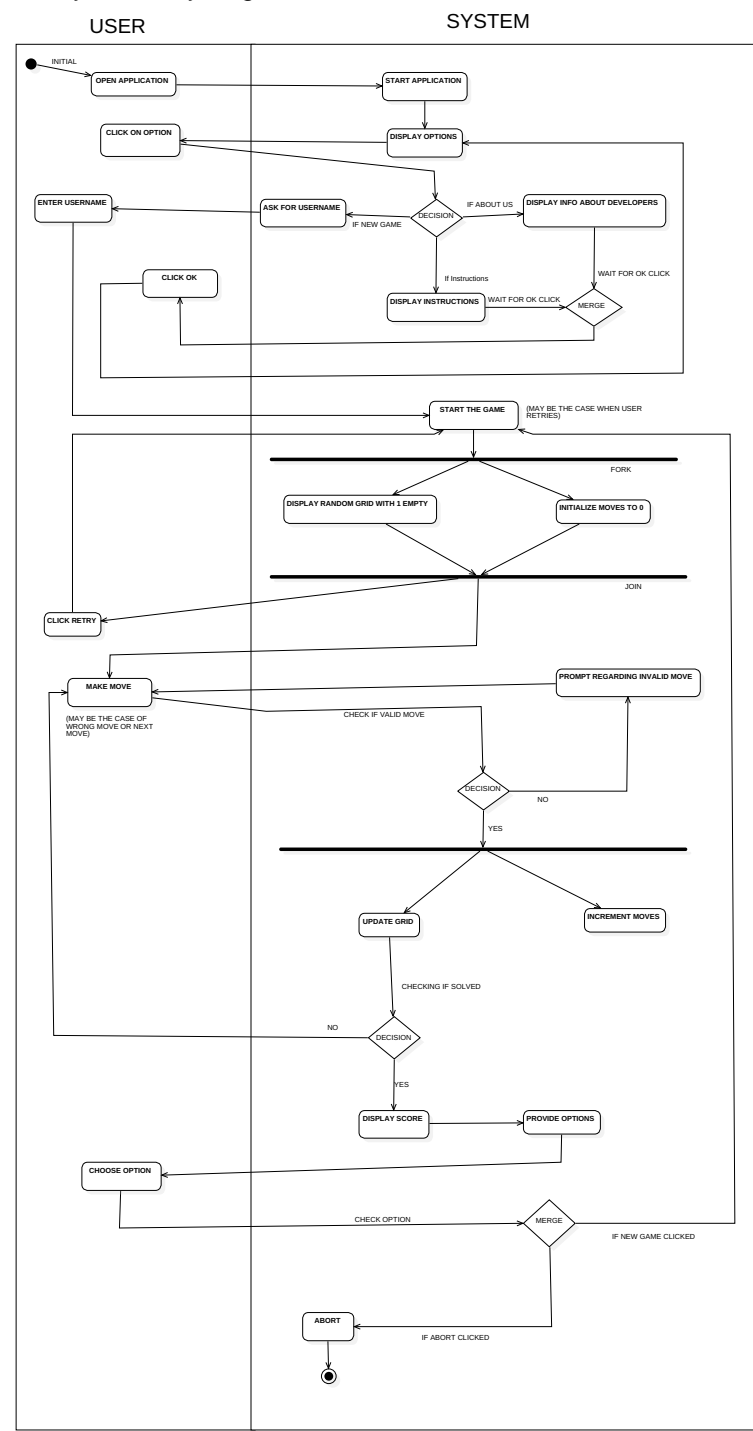 USER
SYSTEM
INITIAL
OPEN APPLICATION
START APPLICATION
CLICK ON OPTION
DISPLAY OPTIONS
ENTER USERNAME
ASK FOR USERNAME
IF NEW GAME
DECISION
IF ABOUT US
DISPLAY INFO ABOUT DEVELOPERS
CLICK OK
If Instructions
WAIT FOR OK CLICK
DISPLAY INSTRUCTIONS
WAIT FOR OK CLICK
MERGE
START THE GAME
(MAY BE THE CASE WHEN USER
RETRIES)
FORK
DISPLAY RANDOM GRID WITH 1 EMPTY
INITIALIZE MOVES TO 0
JOIN
CLICK RETRY
MAKE MOVE
PROMPT REGARDING INVALID MOVE
(MAY BE THE CASE OF
WRONG MOVE OR NEXT
MOVE)
CHECK IF VALID MOVE
DECISION
NO
YES
UPDATE GRID
INCREMENT MOVES
CHECKING IF SOLVED
NO
DECISION
YES
DISPLAY SCORE
PROVIDE OPTIONS
CHOOSE OPTION
CHECK OPTION
MERGE
IF NEW GAME CLICKED
ABORT
IF ABORT CLICKED